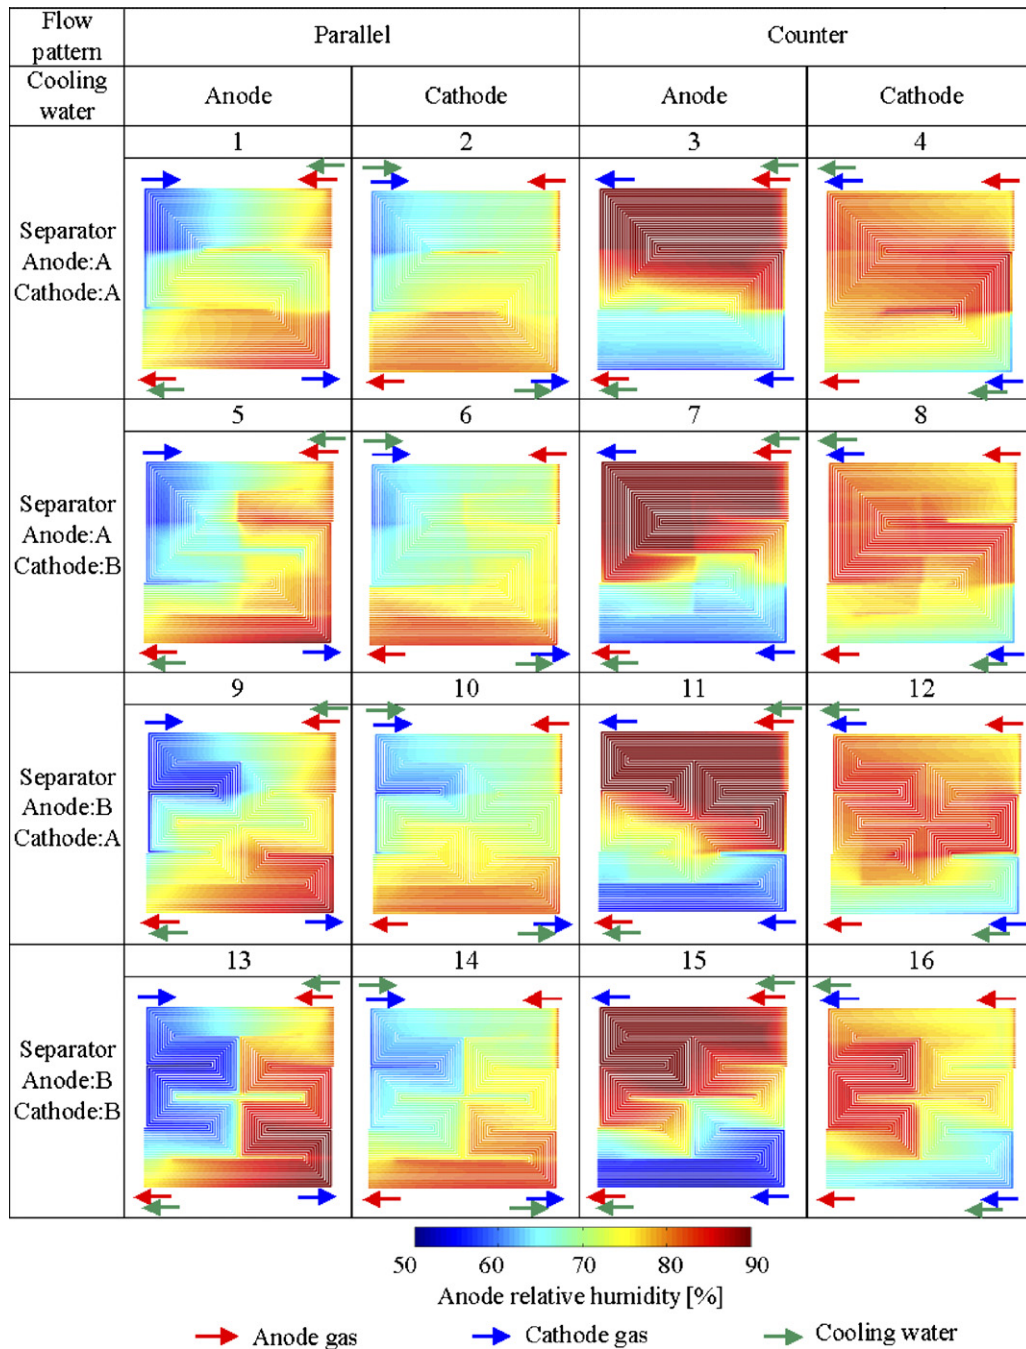 Flow
pattern
Parallel
Counter
Cooling
water
Anode
Cathode
Anode
Cathode
1
2
3
4
Separator
Anode:A
Cathode:A
5
6
7
8
Separator
Anode:A
Cathode:B
9
10
11
12
Separator
Anode:B
Cathode:A
13
14
15
16
Separator
Anode:B
Cathode:B
50
60
70
80
90
Anode relative humidity [%]
Anode gas
Cathode gas
Cooling water